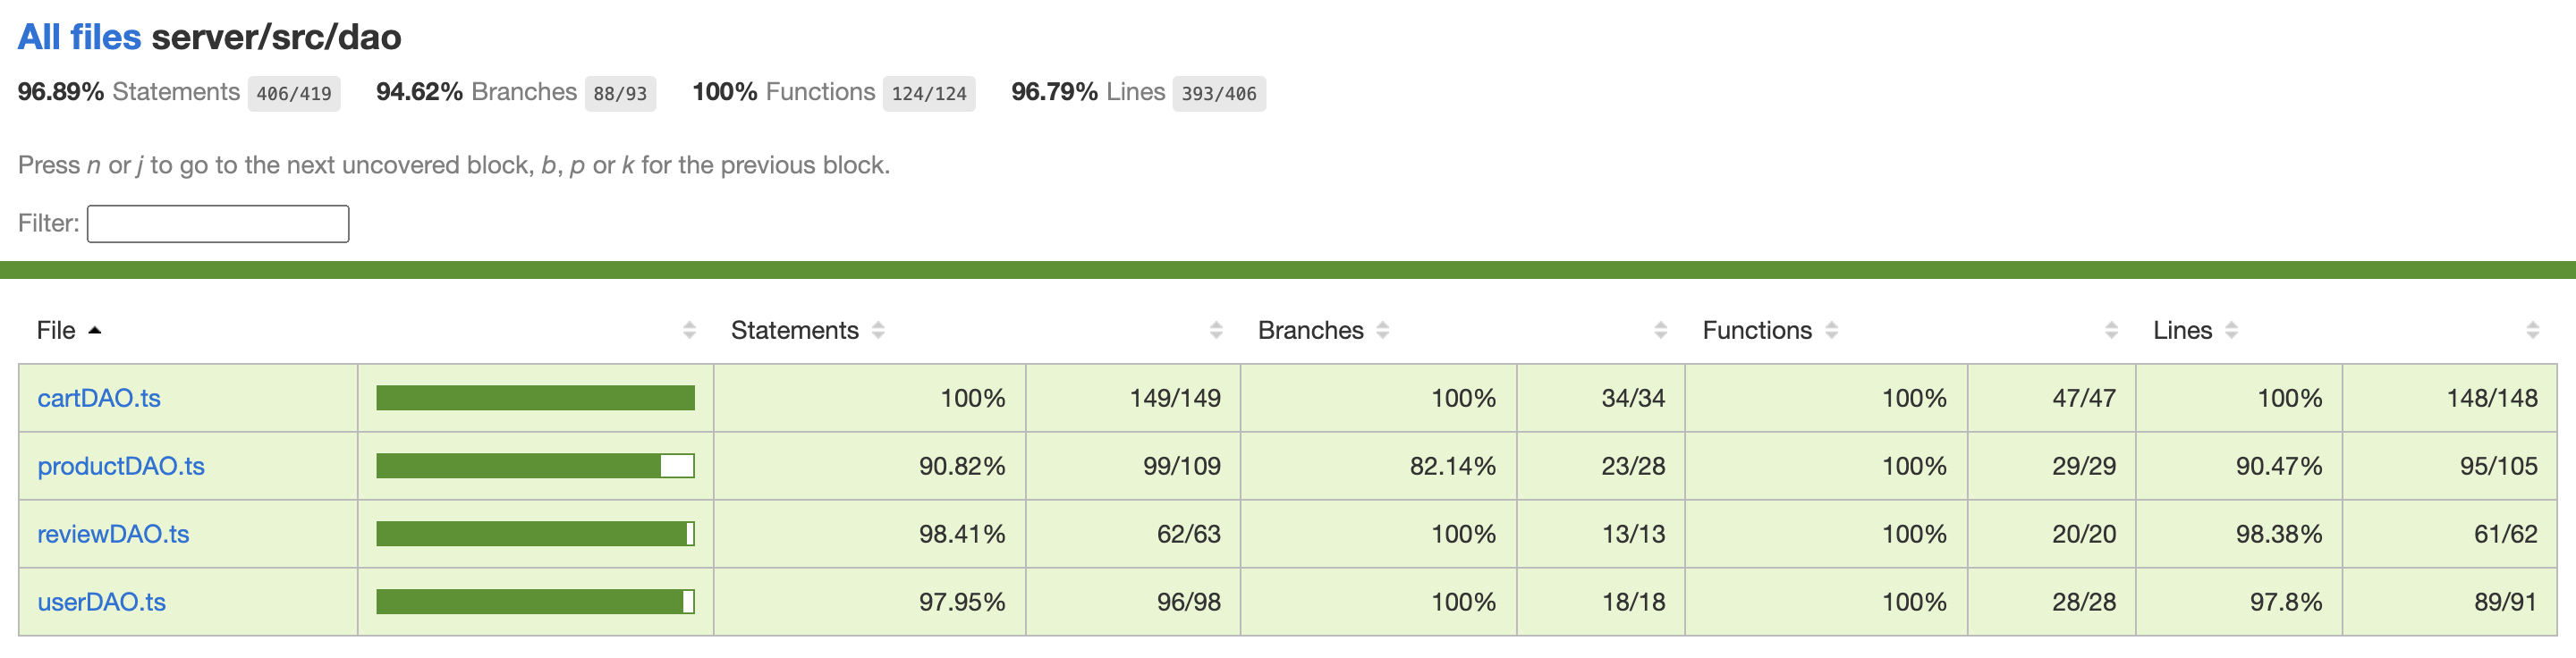 All files server/src/dao
96.89% Statements 406/419 94.62% Branches 88/93 100% Functions 124/124 96.79% Lines 393/406
Press n or j to go to the next uncovered block, b, p or k for the previous block.
Filter:
File Statements Branches Functions Lines
cartDAO.ts 100% 149/149 100% 34/34 100% 47/47 100% 148/148
productDAO.ts 90.82% 99/109 82.14% 23/28 100% 29/29 90.47% 95/105
reviewDAO.ts 98.41% 62/63 100% 13/13 100% 20/20 98.38% 61/62
userDAO.ts 97.95% 96/98 100% 18/18 100% 28/28 97.8% 89/91